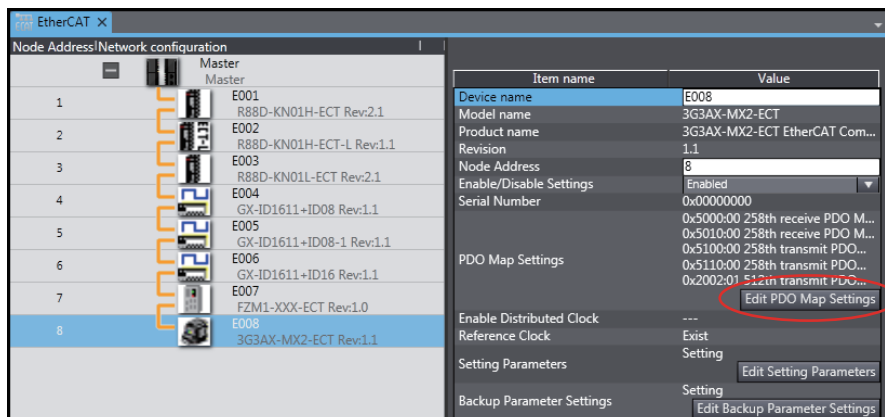 EtherCAT
Node Address Network configuration
Master
Master
1 E001
R88D-KN01H-ECT Rev:2.1
2 E002
R88D-KN01H-ECT-L Rev:1.1
3 E003
R88D-KN01L-ECT Rev:2.1
4 E004
GX-ID1611+ID08 Rev:1.1
5 E005
GX-ID1611+ID08-1 Rev:1.1
6 E006
GX-ID1611+ID16 Rev:1.1
7 E007
FZM1-XXX-ECT Rev:1.0
8 E008
3G3AX-MX2-ECT Rev:1.1
Item name Value
Device name E008
Model name 3G3AX-MX2-ECT
Product name 3G3AX-MX2-ECT EtherCAT Com...
Revision 1.1
Node Address 8
Enable/Disable Settings Enabled
Serial Number 0x00000000
PDO Map Settings
0x5000:00 258th receive PDO M...
0x5010:00 258th receive PDO M...
0x5100:00 258th transmit PDO...
0x5110:00 258th transmit PDO...
0x2002:01 512th transmit PDO...
Edit PDO Map Settings
Enable Distributed Clock ---
Reference Clock Exist
Setting Parameters Setting
Edit Setting Parameters
Backup Parameter Settings Setting
Edit Backup Parameter Settings